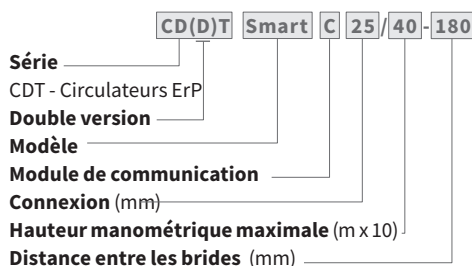 CD(D)T Smart C 25/40-180
Série
CDT - Circulateurs ErP
Double version
Modèle
Module de communication
Connexion (mm)
Hauteur manométrique maximale (m x 10)
Distance entre les brides (mm)